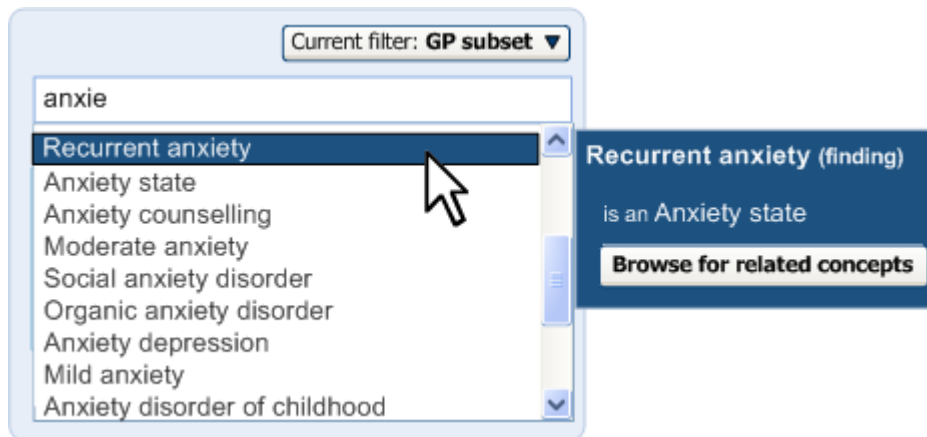 Current filter: GP subset ▼
anxie
Recurrent anxiety
Anxiety state
Anxiety counselling
Moderate anxiety
Social anxiety disorder
Organic anxiety disorder
Anxiety depression
Mild anxiety
Anxiety disorder of childhood
Recurrent anxiety (finding)
is an Anxiety state
Browse for related concepts